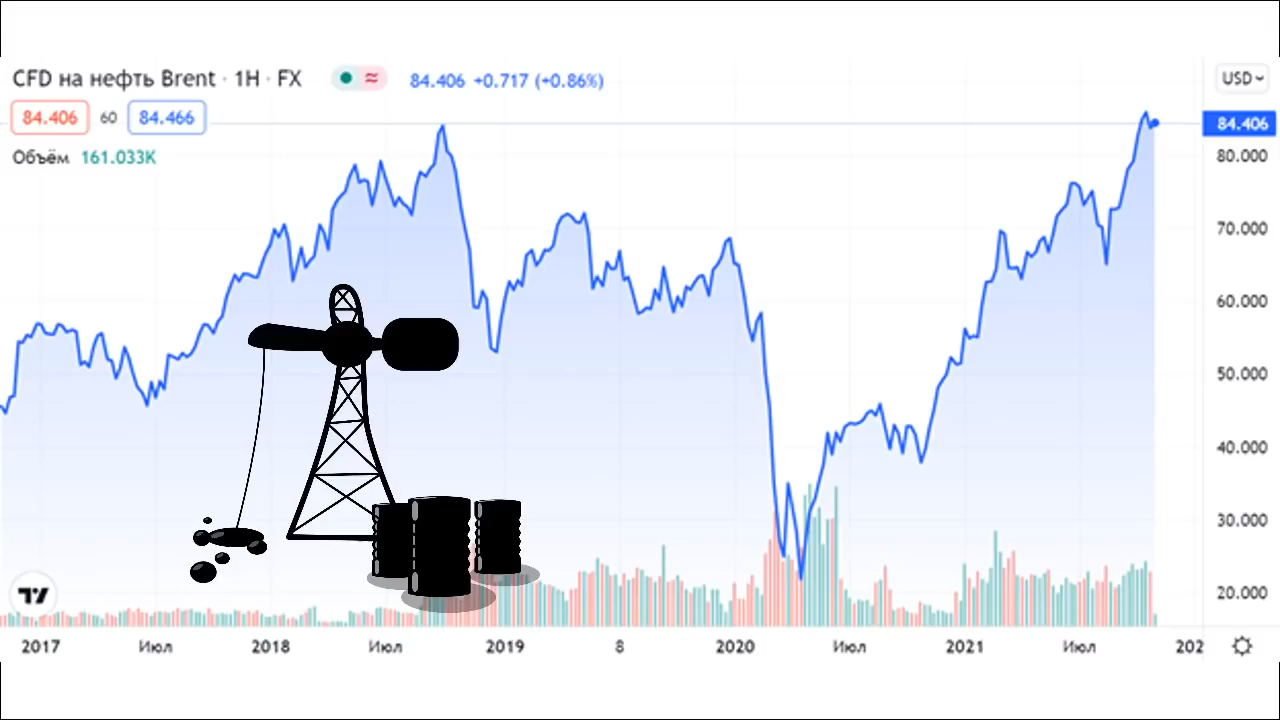 CFD на нефть Brent · 1Н · FX 84.406 +0.717 (+0.86%) USD
84.406 60 84.466 84.406
Объём 161.033K 80.000
70.000
60.000
50.000
40.000
30.000
20.000
2017 Июл 2018 Июл 2019 8 2020 Июл 2021 Июл 202